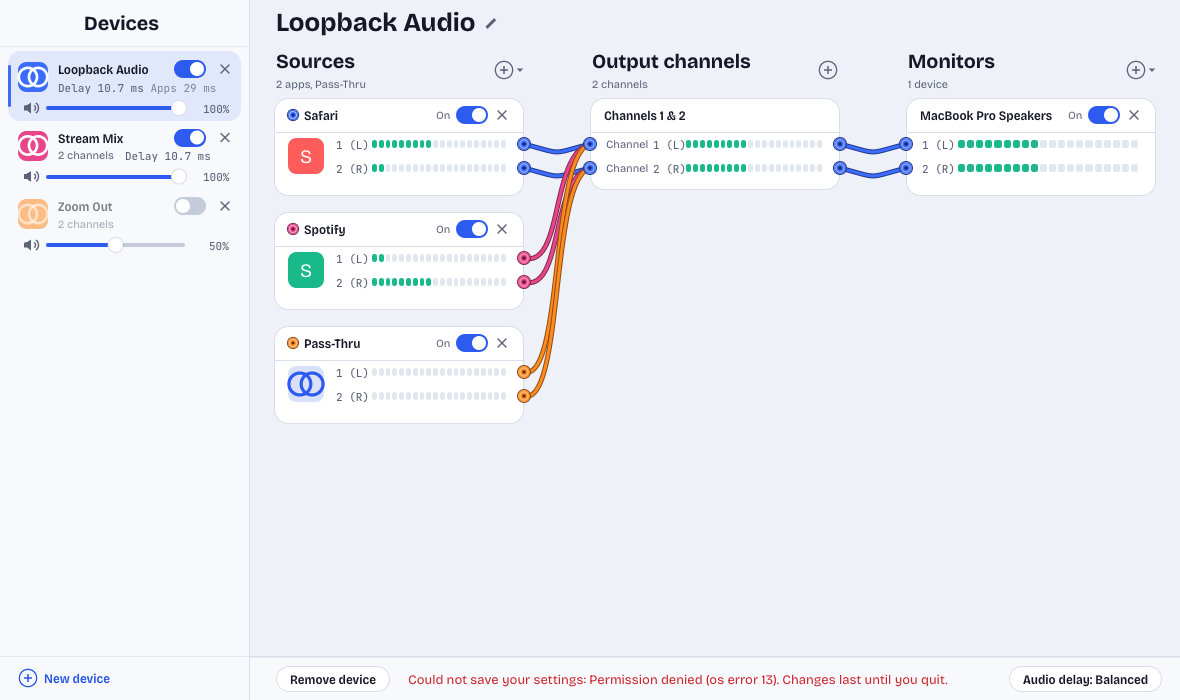 Devices
Loopback Audio
Delay 10.7 ms Apps 29 ms
100%
Stream Mix
2 channels Delay 10.7 ms
100%
Zoom Out
2 channels
50%
New device
Loopback Audio
Sources
2 apps, Pass-Thru
Safari On
S
1 (L)
2 (R)
Spotify On
S
1 (L)
2 (R)
Pass-Thru On
1 (L)
2 (R)
Output channels
2 channels
Channels 1 & 2
Channel 1 (L)
Channel 2 (R)
Monitors
1 device
MacBook Pro Speakers On
1 (L)
2 (R)
Remove device
Could not save your settings: Permission denied (os error 13). Changes last until you quit.
Audio delay: Balanced